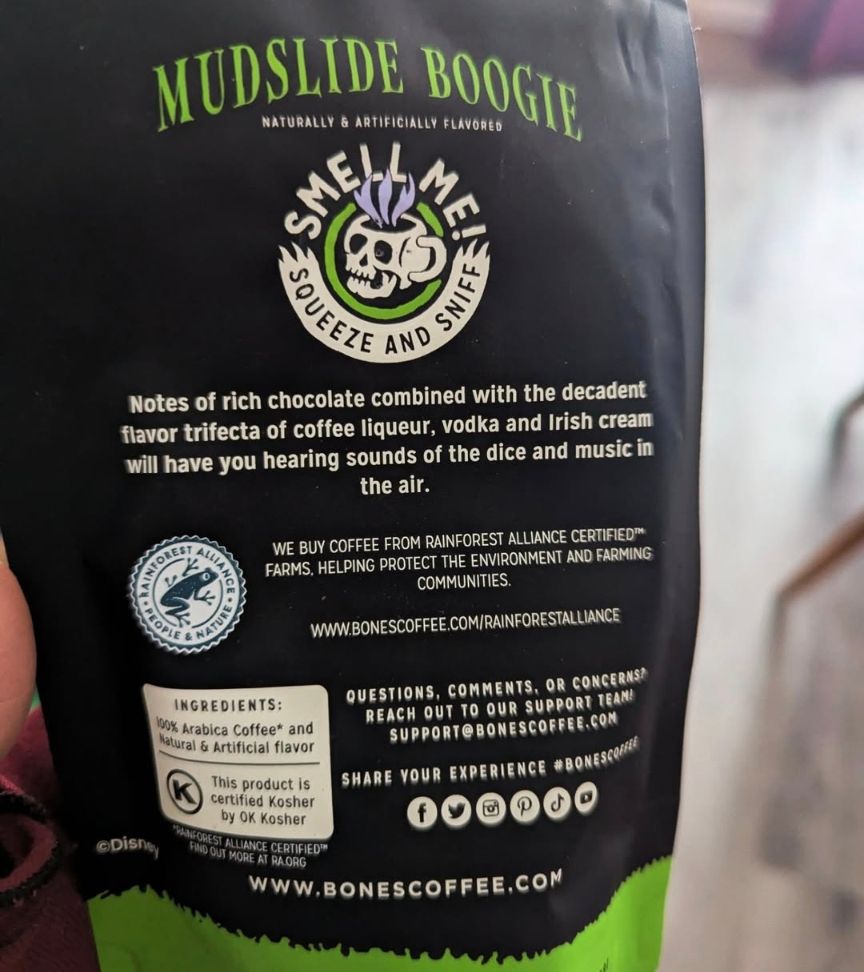 MUDSLIDE BOOGIE
NATURALLY & ARTIFICIALLY FLAVORED
SMELL ME!
SQUEEZE AND SNIFF
Notes of rich chocolate combined with the decadent
flavor trifecta of coffee liqueur, vodka and Irish cream
will have you hearing sounds of the dice and music in
the air.
RAINFOREST ALLIANCE
PEOPLE & NATURE
WE BUY COFFEE FROM RAINFOREST ALLIANCE CERTIFIED™
FARMS, HELPING PROTECT THE ENVIRONMENT AND FARMING
COMMUNITIES.
WWW.BONESCOFFEE.COM/RAINFORESTALLIANCE
INGREDIENTS:
100% Arabica Coffee* and
Natural & Artificial flavor
K
This product is
certified Kosher
by OK Kosher
*RAINFOREST ALLIANCE CERTIFIED™
FIND OUT MORE AT RA.ORG
©Disney
QUESTIONS, COMMENTS, OR CONCERNS?
REACH OUT TO OUR SUPPORT TEAM!
SUPPORT@BONESCOFFEE.COM
SHARE YOUR EXPERIENCE #BONESCOFFEE
WWW.BONESCOFFEE.COM